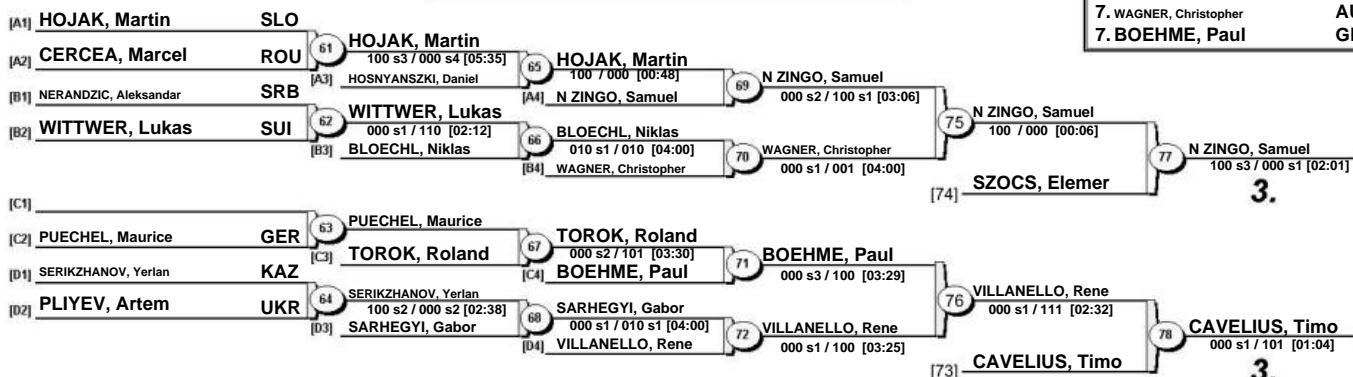 7. WAGNER, Christopher AU
7. BOEHME, Paul GE
[A1] HOJAK, Martin SLO
[A2] CERCEA, Marcel ROU
61
HOJAK, Martin
100 s3 / 000 s4 [05:35]
[A3] HOSNYANSZKI, Daniel
65
HOJAK, Martin
100 / 000 [00:48]
[A4] N ZINGO, Samuel
69
N ZINGO, Samuel
000 s2 / 100 s1 [03:06]
[B1] NERANDZIC, Aleksandar SRB
[B2] WITTWER, Lukas SUI
62
WITTWER, Lukas
000 s1 / 110 [02:12]
[B3] BLOECHL, Niklas
66
BLOECHL, Niklas
010 s1 / 010 [04:00]
[B4] WAGNER, Christopher
70
WAGNER, Christopher
000 s1 / 001 [04:00]
75
N ZINGO, Samuel
100 / 000 [00:06]
[74] SZOCS, Elemer
77
N ZINGO, Samuel
100 s3 / 000 s1 [02:01]
3.
[C1]
[C2] PUECHEL, Maurice GER
63
PUECHEL, Maurice
[C3] TOROK, Roland
67
TOROK, Roland
000 s2 / 101 [03:30]
[C4] BOEHME, Paul
71
BOEHME, Paul
000 s3 / 100 [03:29]
[D1] SERIKZHANOV, Yerlan KAZ
[D2] PLIYEV, Artem UKR
64
SERIKZHANOV, Yerlan
100 s2 / 000 s2 [02:38]
[D3] SARHEGYI, Gabor
68
SARHEGYI, Gabor
000 s1 / 010 s1 [04:00]
[D4] VILLANELLO, Rene
72
VILLANELLO, Rene
000 s1 / 100 [03:25]
76
VILLANELLO, Rene
000 s1 / 111 [02:32]
[73] CAVELIUS, Timo
78
CAVELIUS, Timo
000 s1 / 101 [01:04]
3.